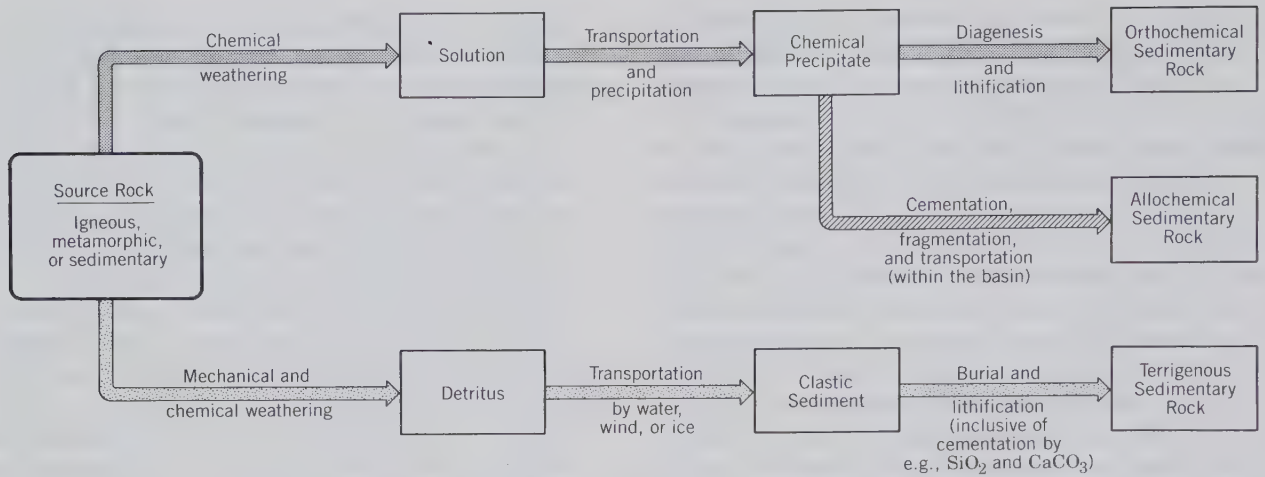 Chemical
weathering
Solution
Transportation
and
precipitation
Chemical
Precipitate
Diagenesis
and
lithification
Orthochemical
Sedimentary
Rock
Source Rock
Igneous,
metamorphic,
or sedimentary
Cementation,
fragmentation,
and transportation
(within the basin)
Allochemical
Sedimentary
Rock
Mechanical and
chemical weathering
Detritus
Transportation
by water,
wind, or ice
Clastic
Sediment
Burial and
lithification
(inclusive of
cementation by
e.g., SiO₂ and CaCO₃)
Terrigenous
Sedimentary
Rock